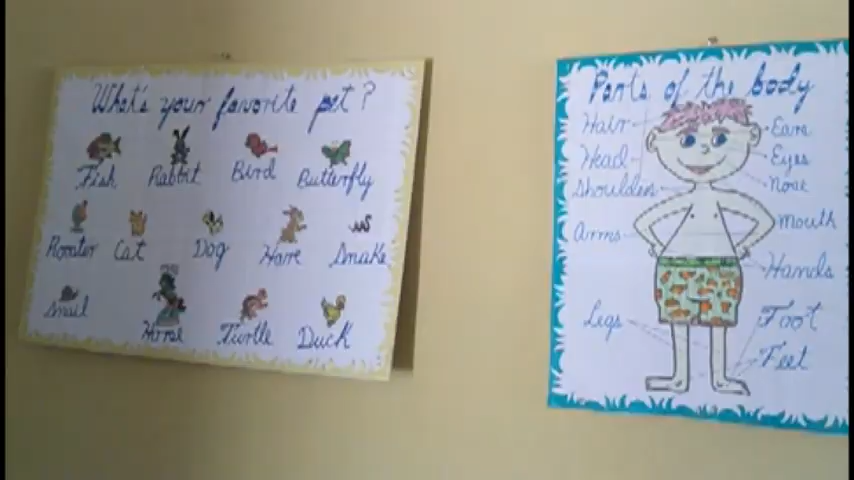 What's your favorite pet?
Fish Rabbit Bird Butterfly
Rooster Cat Dog Hare Snake
Snail Horse Turtle Duck
Parts of the body
Hair Ears
Head Eyes
Shoulders Nose
Arms Mouth
Hands
Legs Foot
Feet